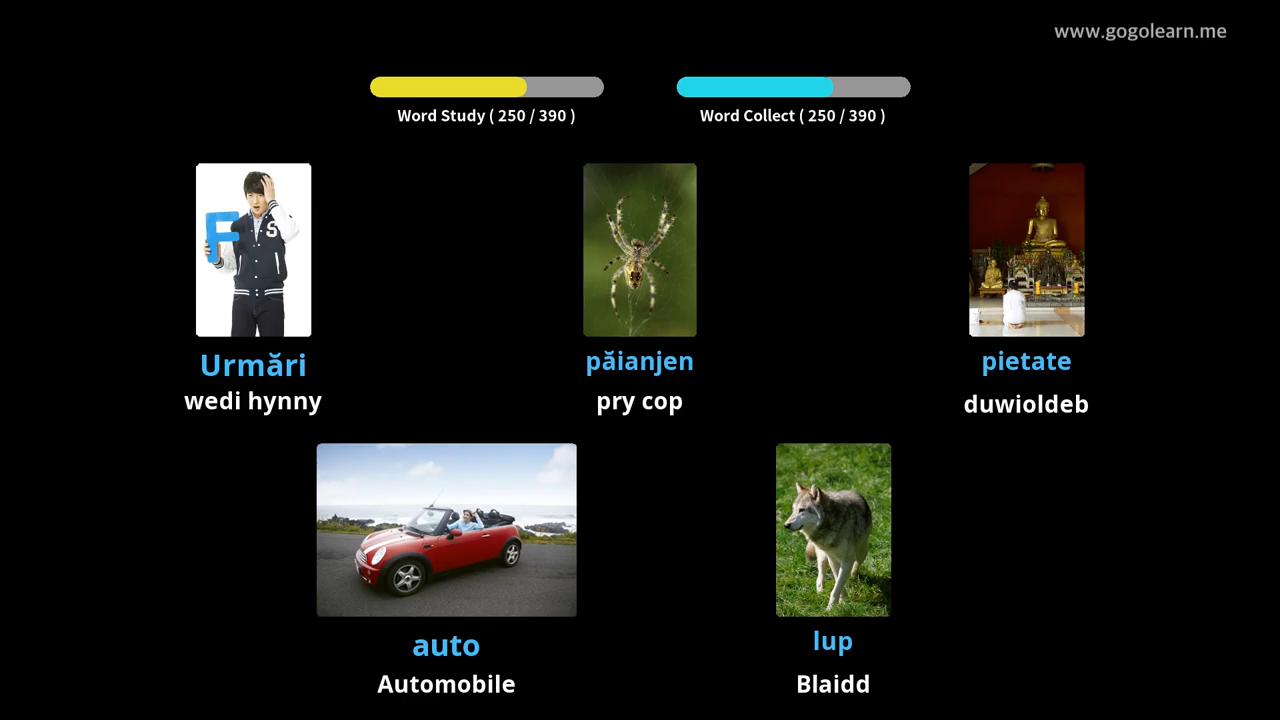 www.gogolearn.me
Word Study ( 250 / 390 )
Word Collect ( 250 / 390 )
F
S
Urmări
wedi hynny
păianjen
pry cop
pietate
duwioldeb
auto
Automobile
lup
Blaidd